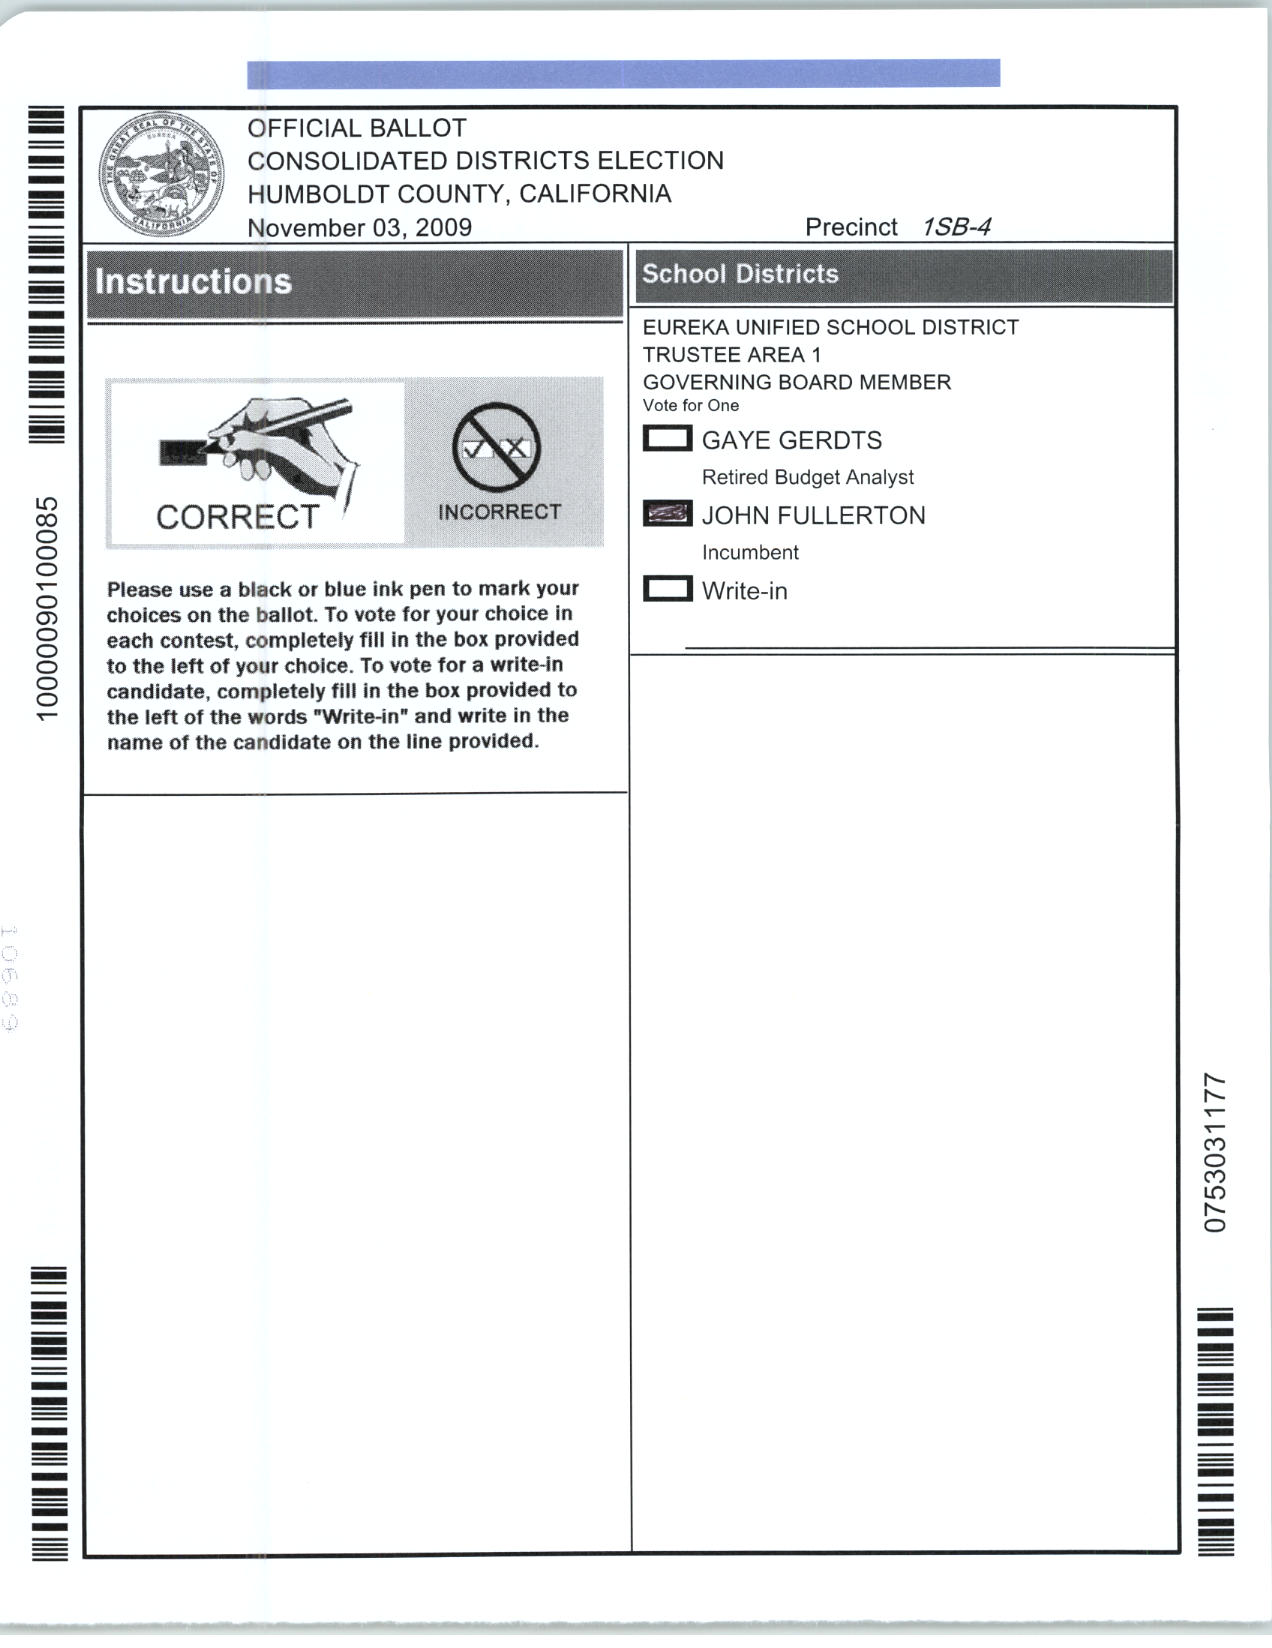 OFFICIAL BALLOT
CONSOLIDATED DISTRICTS ELECTION
HUMBOLDT COUNTY, CALIFORNIA
November 03, 2009
Precinct 1SB-4
THE GREAT SEAL OF THE STATE OF CALIFORNIA
EUREKA
Instructions
CORRECT
INCORRECT
Please use a black or blue ink pen to mark your
choices on the ballot. To vote for your choice in
each contest, completely fill in the box provided
to the left of your choice. To vote for a write-in
candidate, completely fill in the box provided to
the left of the words "Write-in" and write in the
name of the candidate on the line provided.
School Districts
EUREKA UNIFIED SCHOOL DISTRICT
TRUSTEE AREA 1
GOVERNING BOARD MEMBER
Vote for One
GAYE GERDTS
Retired Budget Analyst
JOHN FULLERTON
Incumbent
Write-in
10000090100085
10689
0753031177